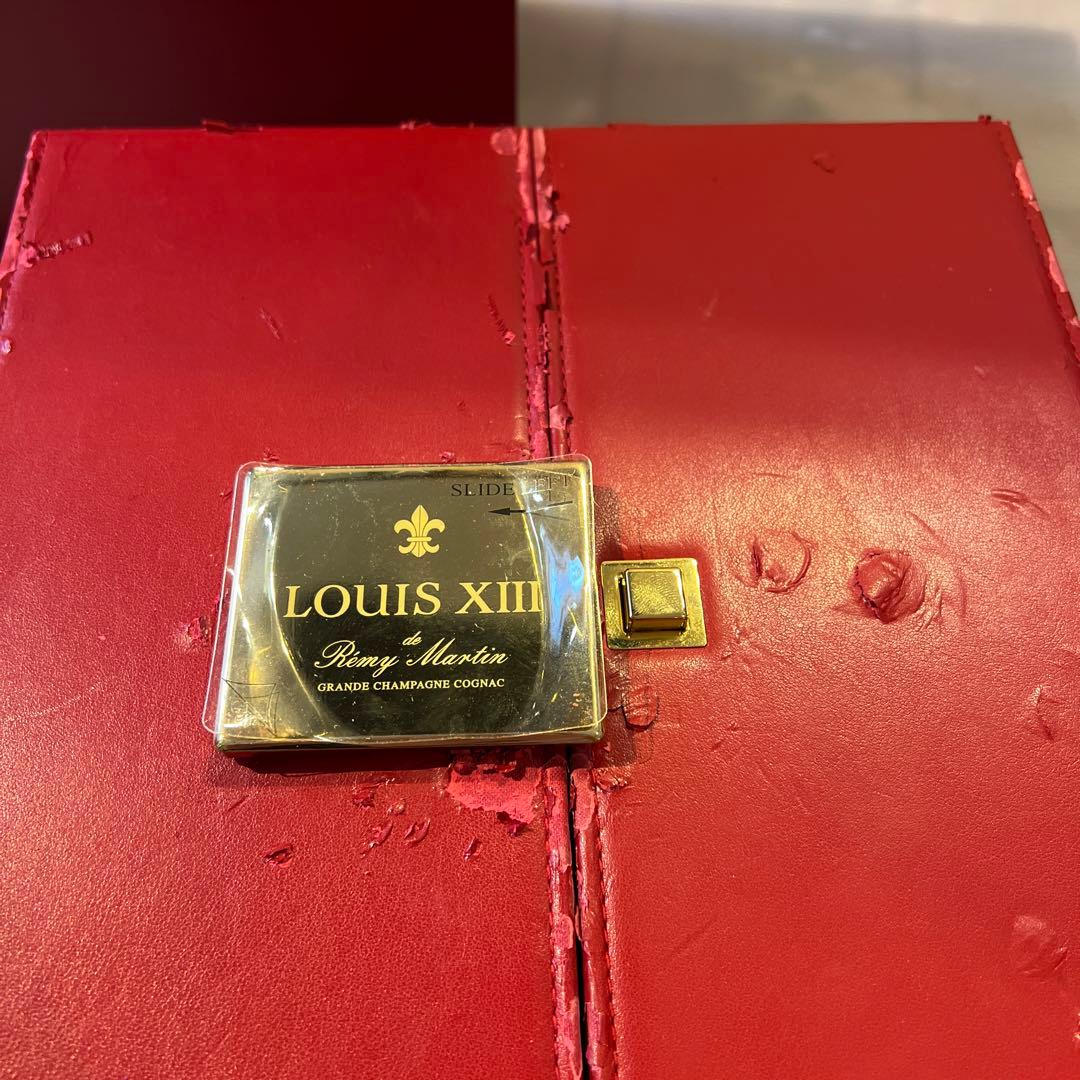 SLIDE LEFT
LOUIS XIII
de
Rémy Martin
GRANDE CHAMPAGNE COGNAC